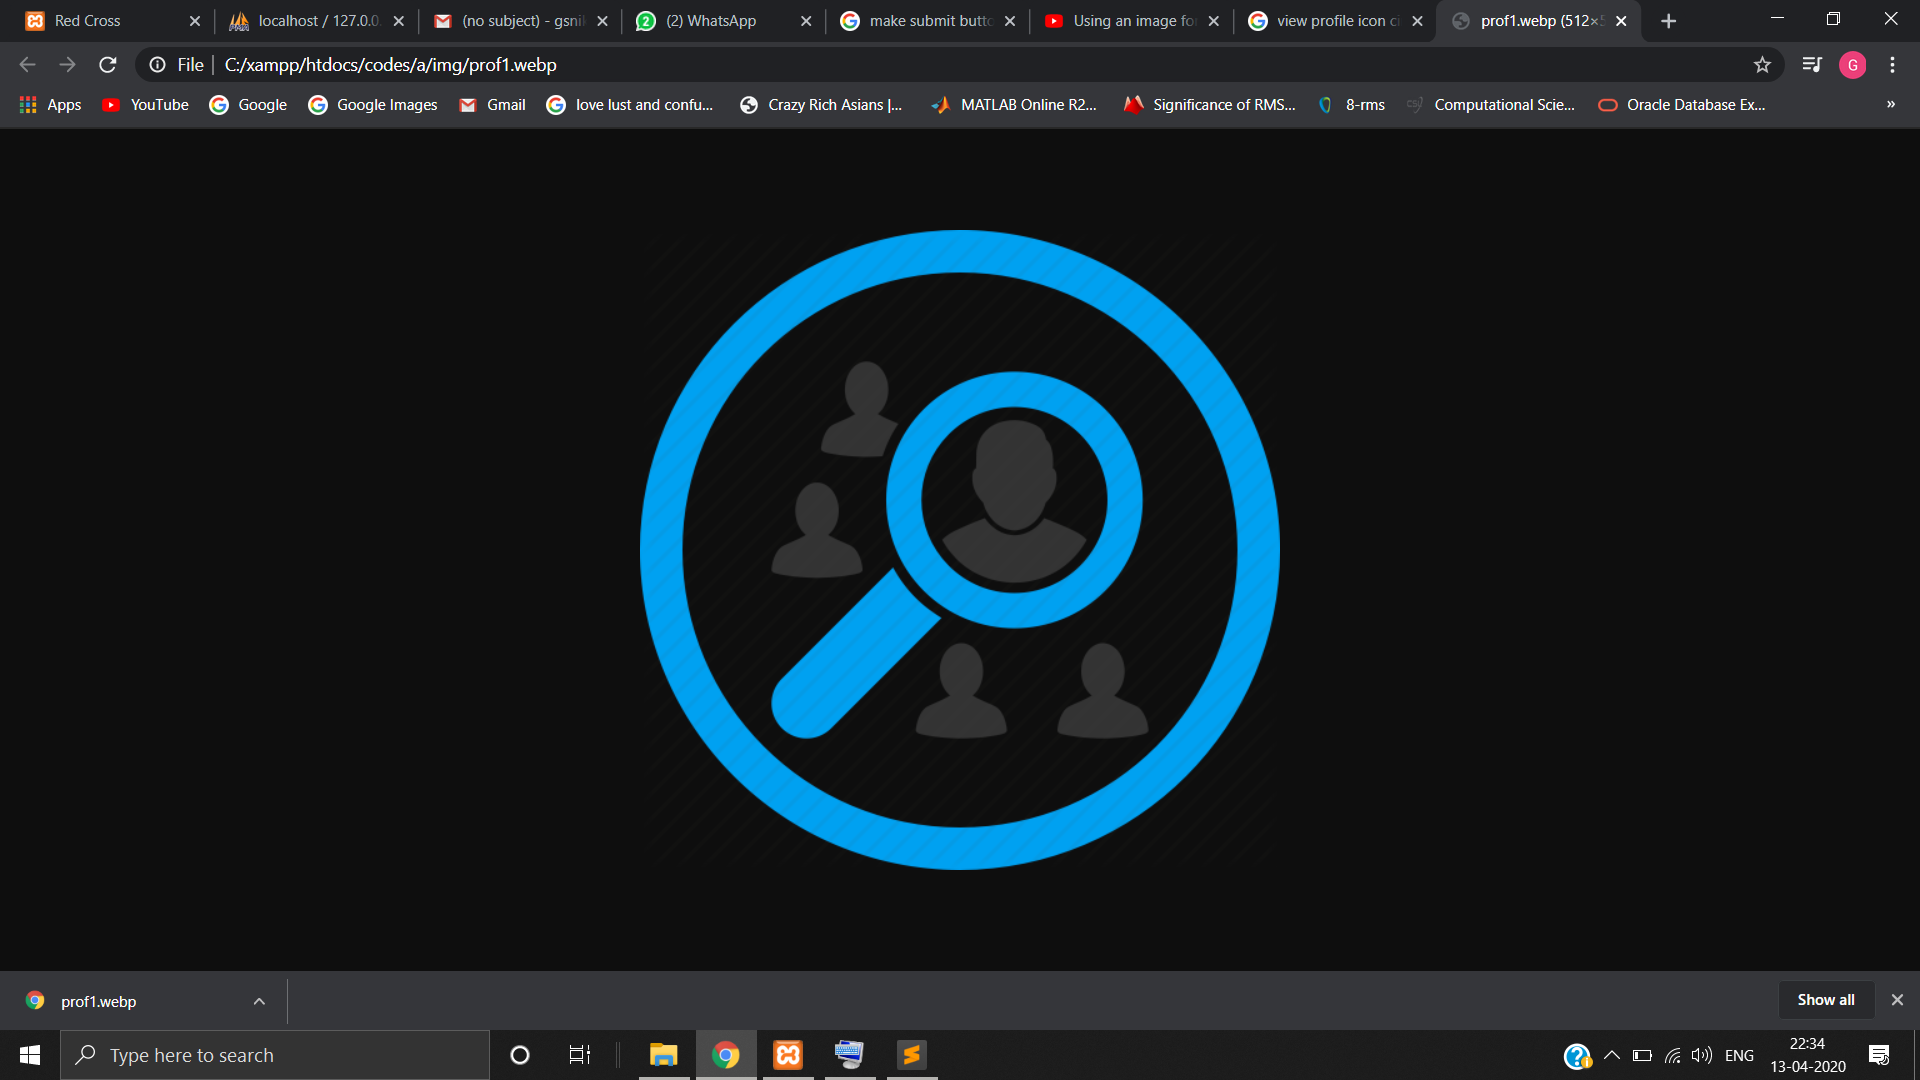 Red Cross
localhost / 127.0.0.
(no subject) - gsni
(2) WhatsApp
make submit butto
Using an image fo
view profile icon ci
prof1.webp (512×5
File
C:/xampp/htdocs/codes/a/img/prof1.webp
G
Apps
YouTube
Google
Google Images
Gmail
love lust and confu...
Crazy Rich Asians |...
MATLAB Online R2...
Significance of RMS...
8-rms
Computational Scie...
Oracle Database Ex...
»
prof1.webp
Show all
Type here to search
ENG
22:34
13-04-2020